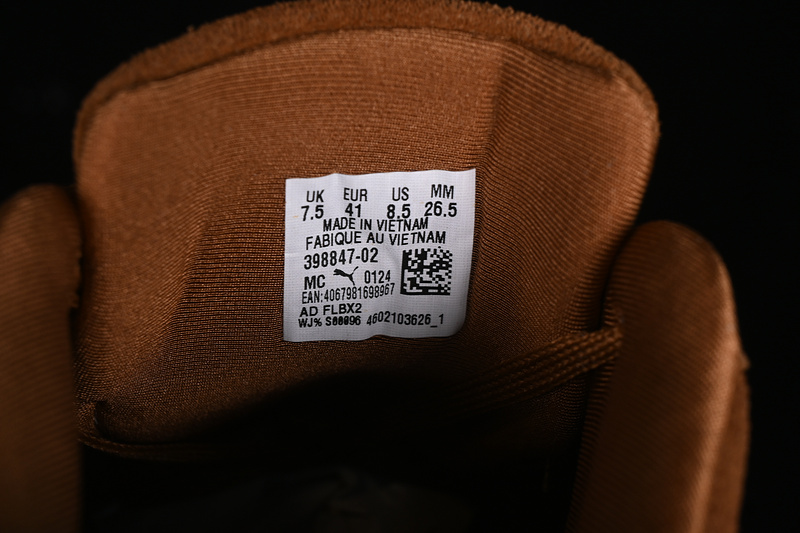 UK EUR US MM
7.5 41 8.5 26.5
MADE IN VIETNAM
FABIQUE AU VIETNAM
398847-02
MC 0124
EAN:4067981698967
AD FLBX2
WJ% 4602103626_1